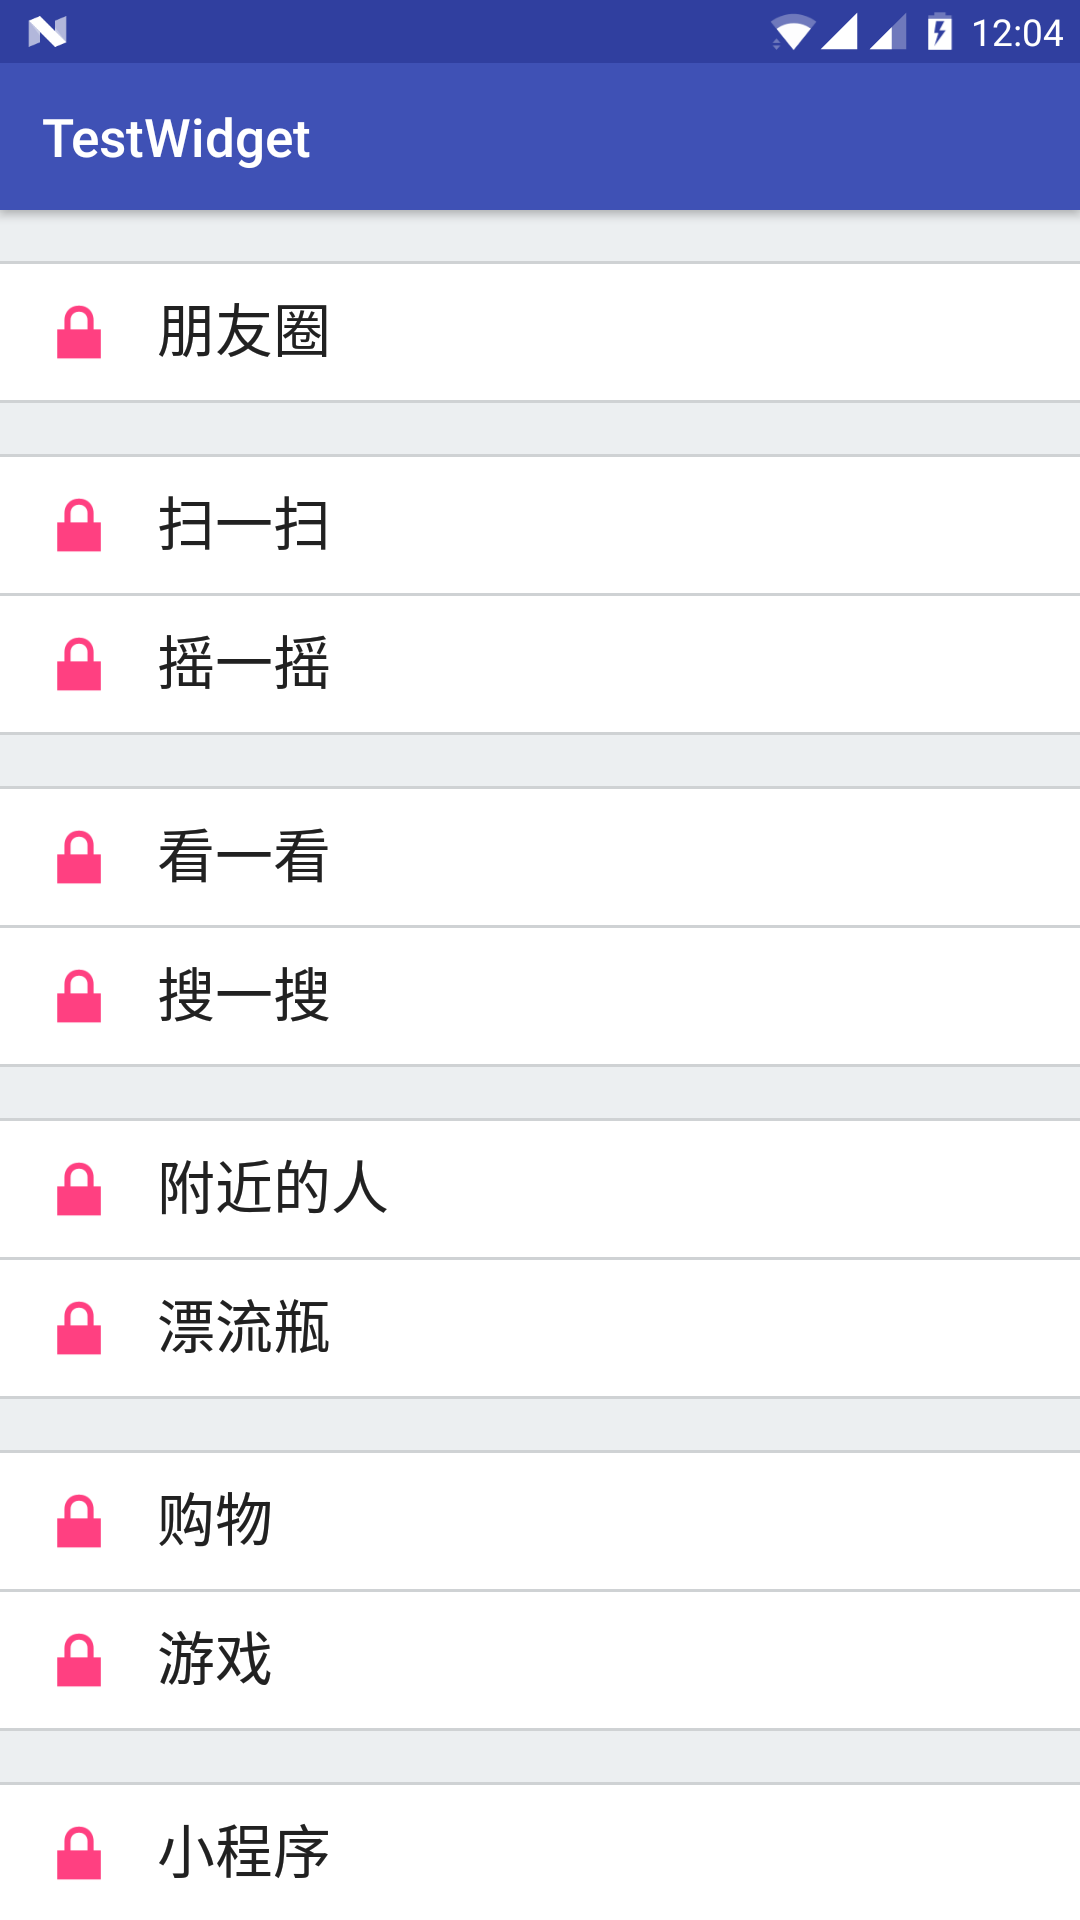 12:04
TestWidget
朋友圈
扫一扫
摇一摇
看一看
搜一搜
附近的人
漂流瓶
购物
游戏
小程序